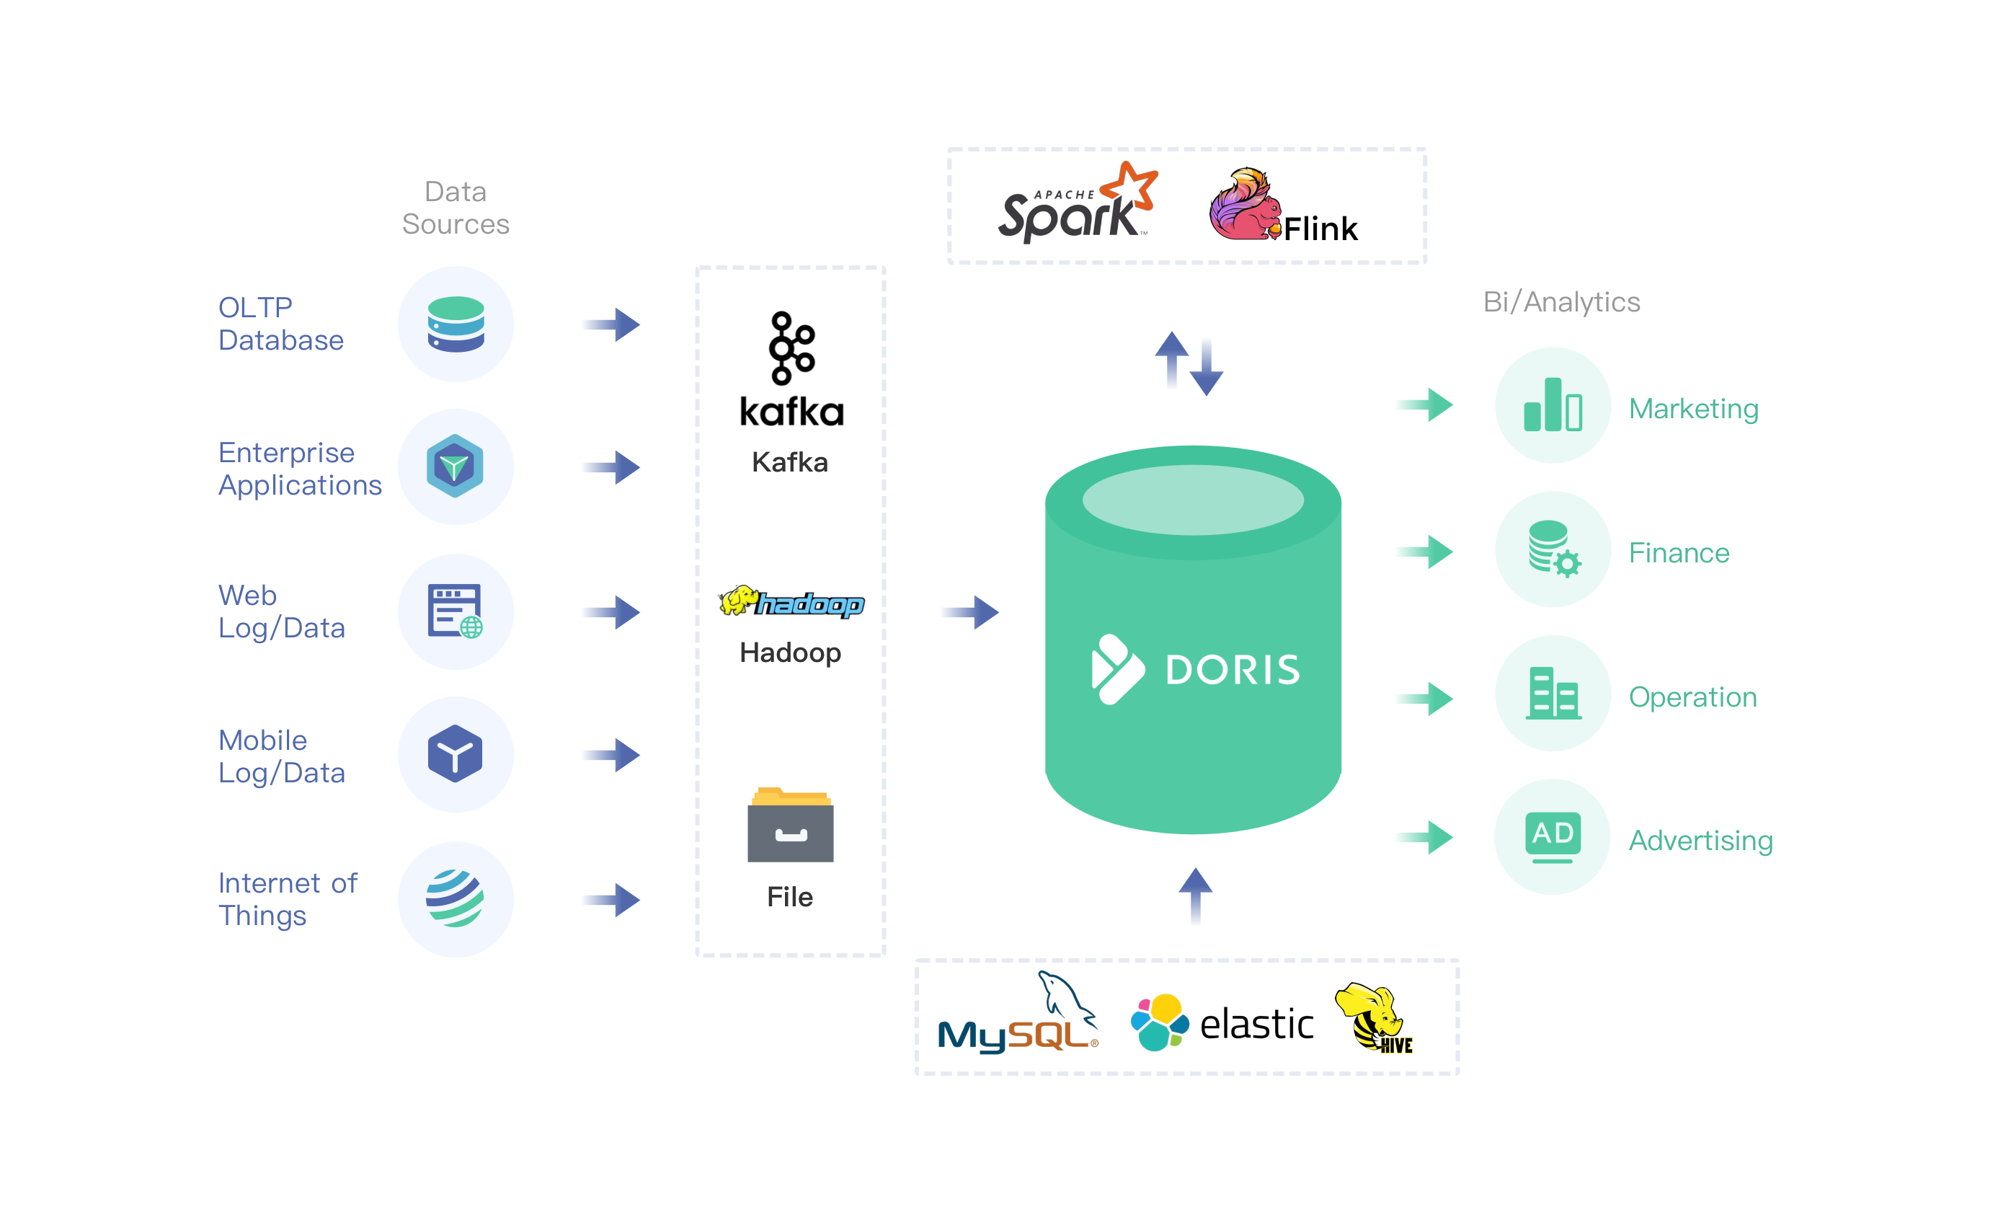 Data
Sources
OLTP
Database
Enterprise
Applications
Web
Log/Data
Mobile
Log/Data
Internet of
Things
kafka
Kafka
hadoop
Hadoop
File
APACHE
Spark™
Flink
DORIS
MySQL®
elastic
HIVE
Bi/Analytics
Marketing
Finance
Operation
AD
Advertising